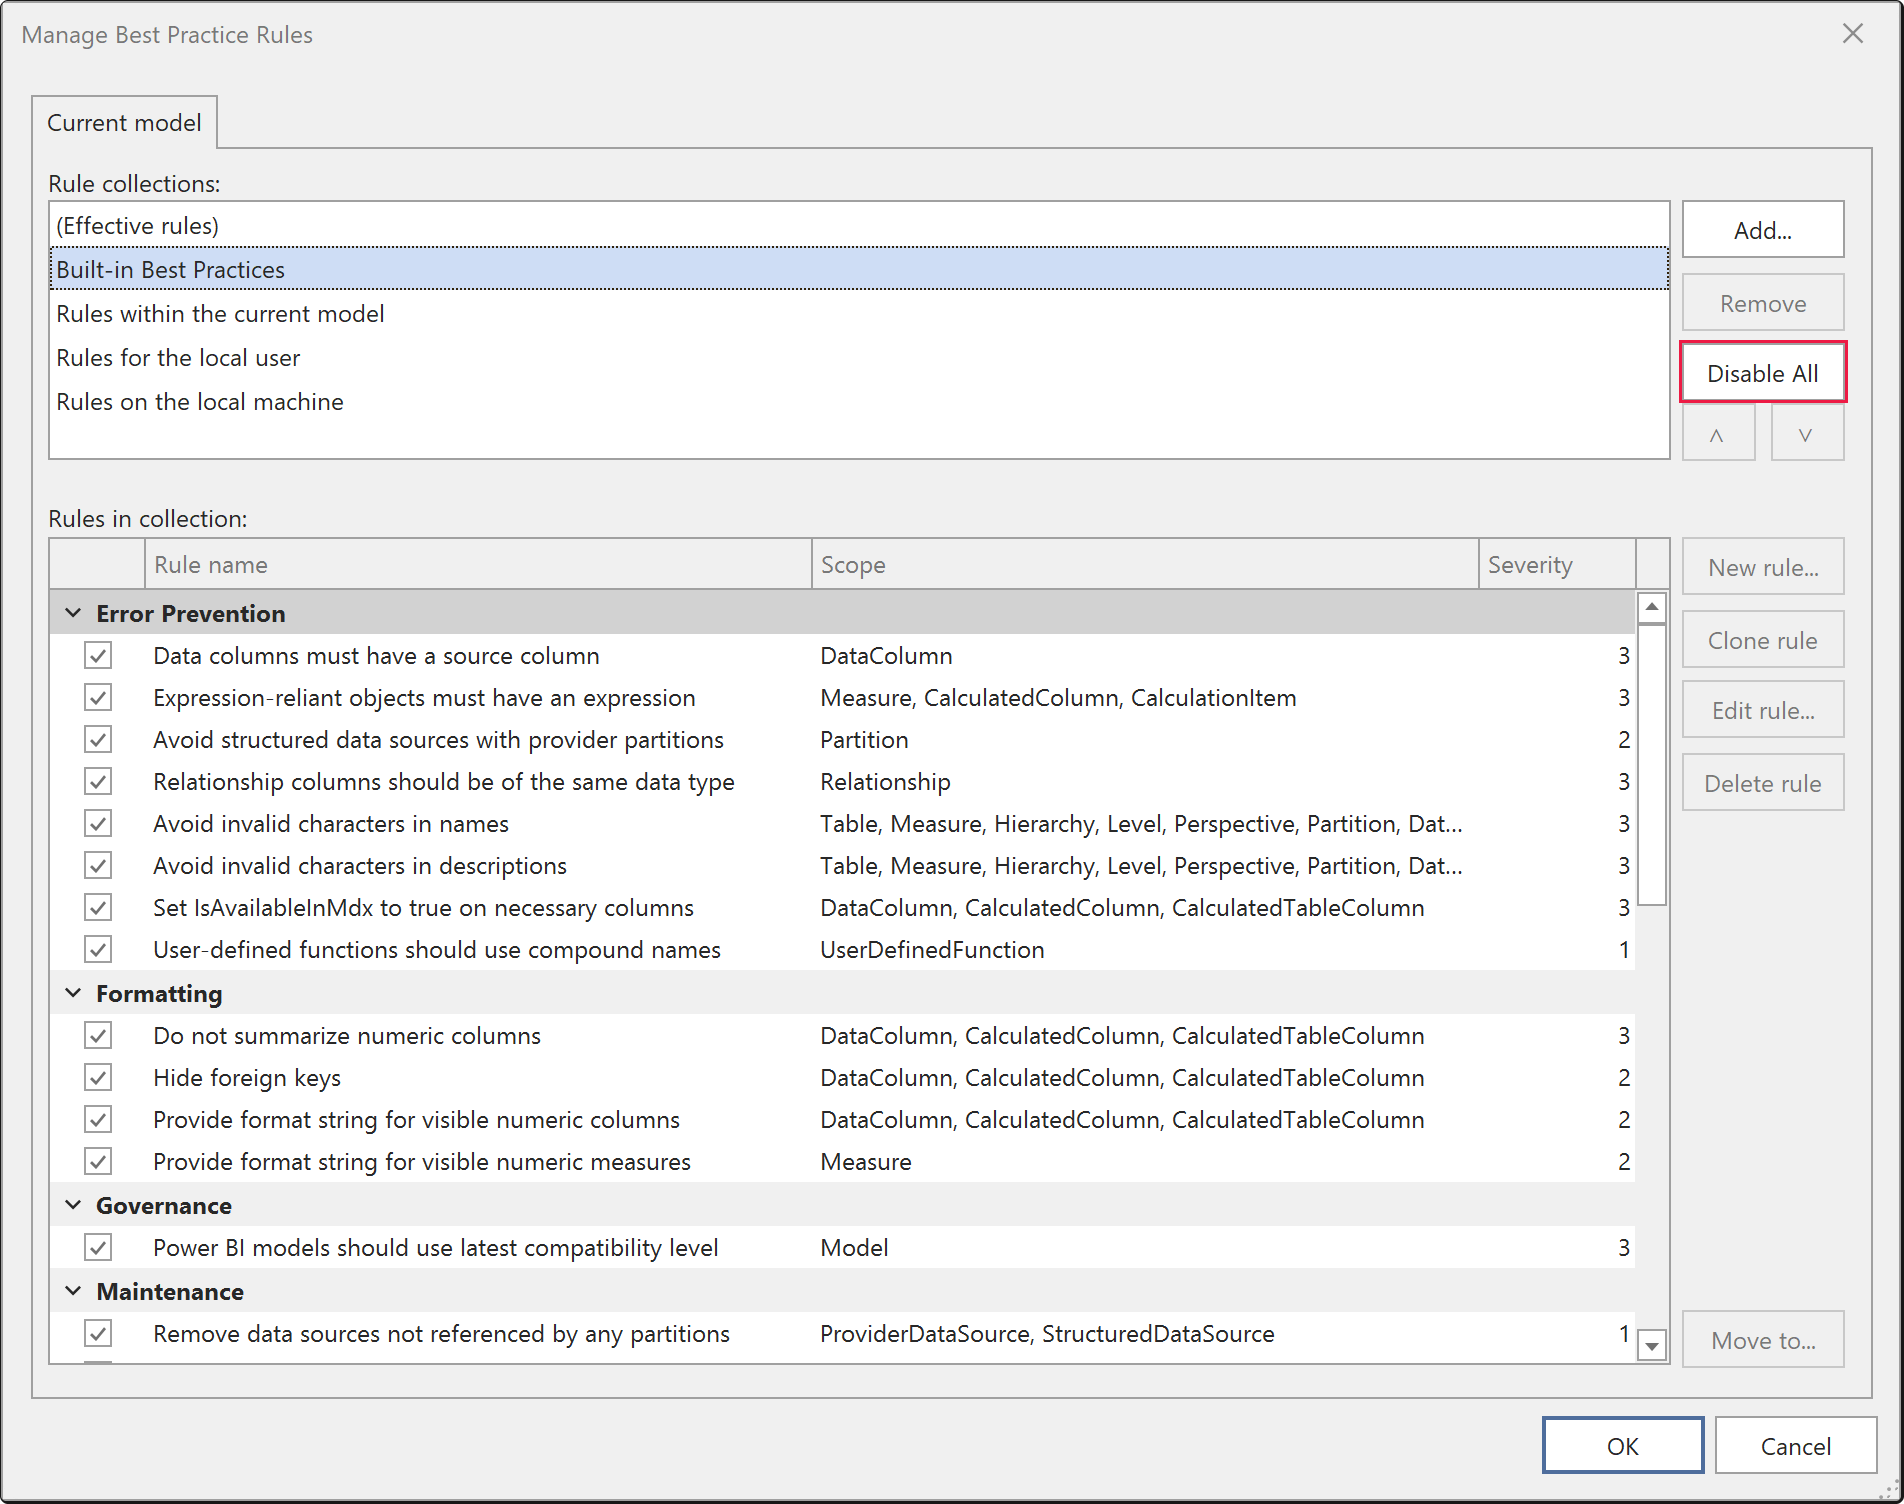 Manage Best Practice Rules
Current model
Rule collections:
(Effective rules)
Add...
Built-in Best Practices
Rules within the current model
Remove
Rules for the local user
Disable All
Rules on the local machine
Rules in collection:
Rule name Scope Severity
New rule...
Error Prevention
Data columns must have a source column DataColumn 3
Clone rule
Expression-reliant objects must have an expression Measure, CalculatedColumn, CalculationItem 3
Edit rule...
Avoid structured data sources with provider partitions Partition 2
Relationship columns should be of the same data type Relationship 3
Delete rule
Avoid invalid characters in names Table, Measure, Hierarchy, Level, Perspective, Partition, Dat... 3
Avoid invalid characters in descriptions Table, Measure, Hierarchy, Level, Perspective, Partition, Dat... 3
Set IsAvailableInMdx to true on necessary columns DataColumn, CalculatedColumn, CalculatedTableColumn 3
User-defined functions should use compound names UserDefinedFunction 1
Formatting
Do not summarize numeric columns DataColumn, CalculatedColumn, CalculatedTableColumn 3
Hide foreign keys DataColumn, CalculatedColumn, CalculatedTableColumn 2
Provide format string for visible numeric columns DataColumn, CalculatedColumn, CalculatedTableColumn 2
Provide format string for visible numeric measures Measure 2
Governance
Power BI models should use latest compatibility level Model 3
Maintenance
Remove data sources not referenced by any partitions ProviderDataSource, StructuredDataSource 1
Move to...
OK
Cancel